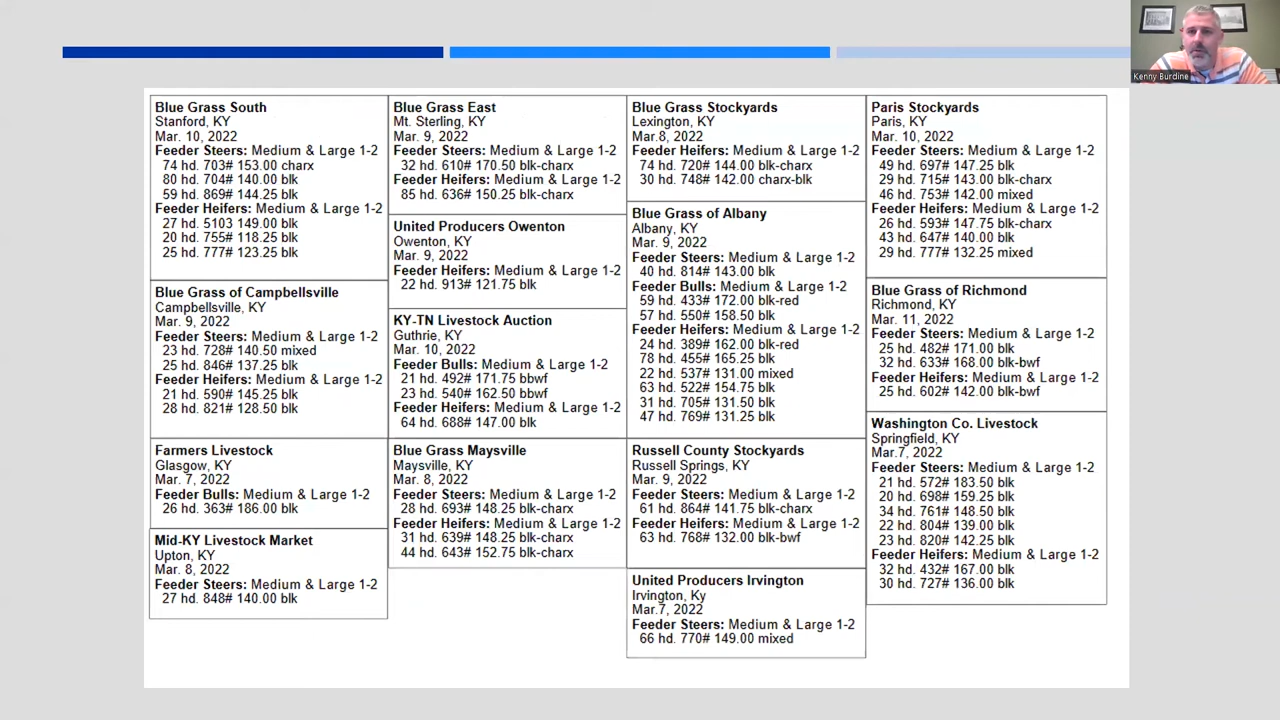 Kenny Burdine
Blue Grass South
Stanford, KY
Mar. 10, 2022
Feeder Steers: Medium & Large 1-2
74 hd. 703# 153.00 charx
80 hd. 704# 140.00 blk
59 hd. 869# 144.25 blk
Feeder Heifers: Medium & Large 1-2
27 hd. 5103 149.00 blk
20 hd. 755# 118.25 blk
25 hd. 777# 123.25 blk
Blue Grass of Campbellsville
Campbellsville, KY
Mar. 9, 2022
Feeder Steers: Medium & Large 1-2
23 hd. 728# 140.50 mixed
25 hd. 846# 137.25 blk
Feeder Heifers: Medium & Large 1-2
21 hd. 590# 145.25 blk
28 hd. 821# 128.50 blk
Farmers Livestock
Glasgow, KY
Mar. 7, 2022
Feeder Bulls: Medium & Large 1-2
26 hd. 363# 186.00 blk
Mid-KY Livestock Market
Upton, KY
Mar. 8, 2022
Feeder Steers: Medium & Large 1-2
27 hd. 848# 140.00 blk
Blue Grass East
Mt. Sterling, KY
Mar. 9, 2022
Feeder Steers: Medium & Large 1-2
32 hd. 610# 170.50 blk-charx
Feeder Heifers: Medium & Large 1-2
85 hd. 636# 150.25 blk-charx
United Producers Owenton
Owenton, KY
Mar. 9, 2022
Feeder Heifers: Medium & Large 1-2
22 hd. 913# 121.75 blk
KY-TN Livestock Auction
Guthrie, KY
Mar. 10, 2022
Feeder Bulls: Medium & Large 1-2
21 hd. 492# 171.75 bbwf
23 hd. 540# 162.50 bbwf
Feeder Heifers: Medium & Large 1-2
64 hd. 688# 147.00 blk
Blue Grass Maysville
Maysville, KY
Mar. 8, 2022
Feeder Steers: Medium & Large 1-2
28 hd. 693# 148.25 blk-charx
Feeder Heifers: Medium & Large 1-2
31 hd. 639# 148.25 blk-charx
44 hd. 643# 152.75 blk-charx
Blue Grass Stockyards
Lexington, KY
Mar.8, 2022
Feeder Heifers: Medium & Large 1-2
74 hd. 720# 144.00 blk-charx
30 hd. 748# 142.00 charx-blk
Blue Grass of Albany
Albany, KY
Mar. 9, 2022
Feeder Steers: Medium & Large 1-2
40 hd. 814# 143.00 blk
Feeder Bulls: Medium & Large 1-2
59 hd. 433# 172.00 blk-red
57 hd. 550# 158.50 blk
Feeder Heifers: Medium & Large 1-2
24 hd. 389# 162.00 blk-red
78 hd. 455# 165.25 blk
22 hd. 537# 131.00 mixed
63 hd. 522# 154.75 blk
31 hd. 705# 131.50 blk
47 hd. 769# 131.25 blk
Russell County Stockyards
Russell Springs, KY
Mar. 9, 2022
Feeder Steers: Medium & Large 1-2
61 hd. 864# 141.75 blk-charx
Feeder Heifers: Medium & Large 1-2
63 hd. 768# 132.00 blk-bwf
United Producers Irvington
Irvington, Ky
Mar.7, 2022
Feeder Steers: Medium & Large 1-2
66 hd. 770# 149.00 mixed
Paris Stockyards
Paris, KY
Mar. 10, 2022
Feeder Steers: Medium & Large 1-2
49 hd. 697# 147.25 blk
29 hd. 715# 143.00 blk-charx
46 hd. 753# 142.00 mixed
Feeder Heifers: Medium & Large 1-2
26 hd. 593# 147.75 blk-charx
43 hd. 647# 140.00 blk
29 hd. 777# 132.25 mixed
Blue Grass of Richmond
Richmond, KY
Mar. 11, 2022
Feeder Steers: Medium & Large 1-2
25 hd. 482# 171.00 blk
32 hd. 633# 168.00 blk-bwf
Feeder Heifers: Medium & Large 1-2
25 hd. 602# 142.00 blk-bwf
Washington Co. Livestock
Springfield, KY
Mar.7, 2022
Feeder Steers: Medium & Large 1-2
21 hd. 572# 183.50 blk
20 hd. 698# 159.25 blk
34 hd. 761# 148.50 blk
22 hd. 804# 139.00 blk
23 hd. 820# 142.25 blk
Feeder Heifers: Medium & Large 1-2
32 hd. 432# 167.00 blk
30 hd. 727# 136.00 blk